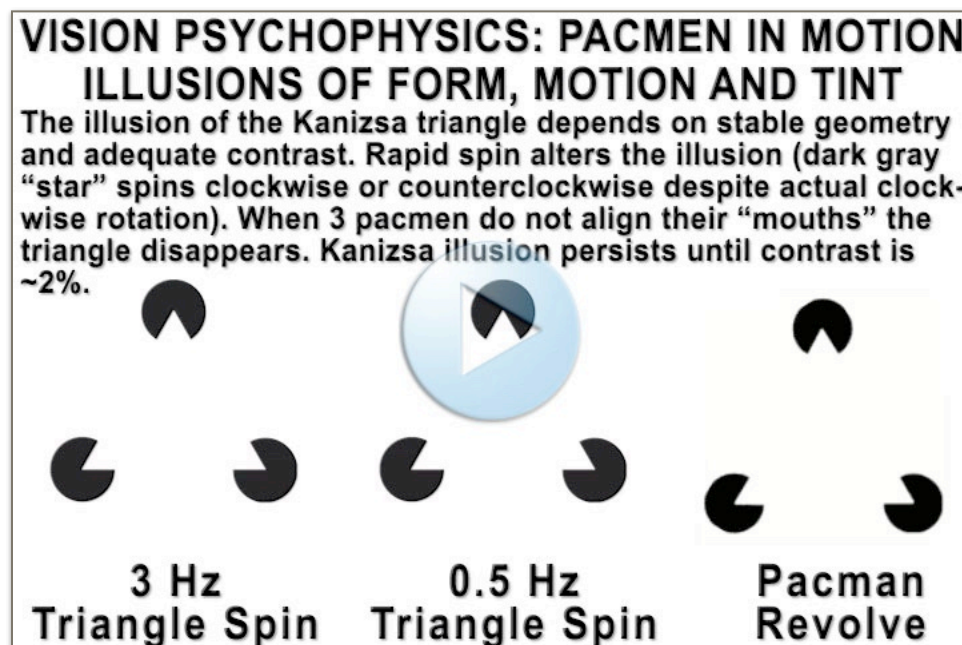 VISION PSYCHOPHYSICS: PACMEN IN MOTION
ILLUSIONS OF FORM, MOTION AND TINT
The illusion of the Kanizsa triangle depends on stable geometry
and adequate contrast. Rapid spin alters the illusion (dark gray
“star” spins clockwise or counterclockwise despite actual clock-
wise rotation). When 3 pacmen do not align their “mouths” the
triangle disappears. Kanizsa illusion persists until contrast is
~2%.
3 Hz
Triangle Spin
0.5 Hz
Triangle Spin
Pacman
Revolve